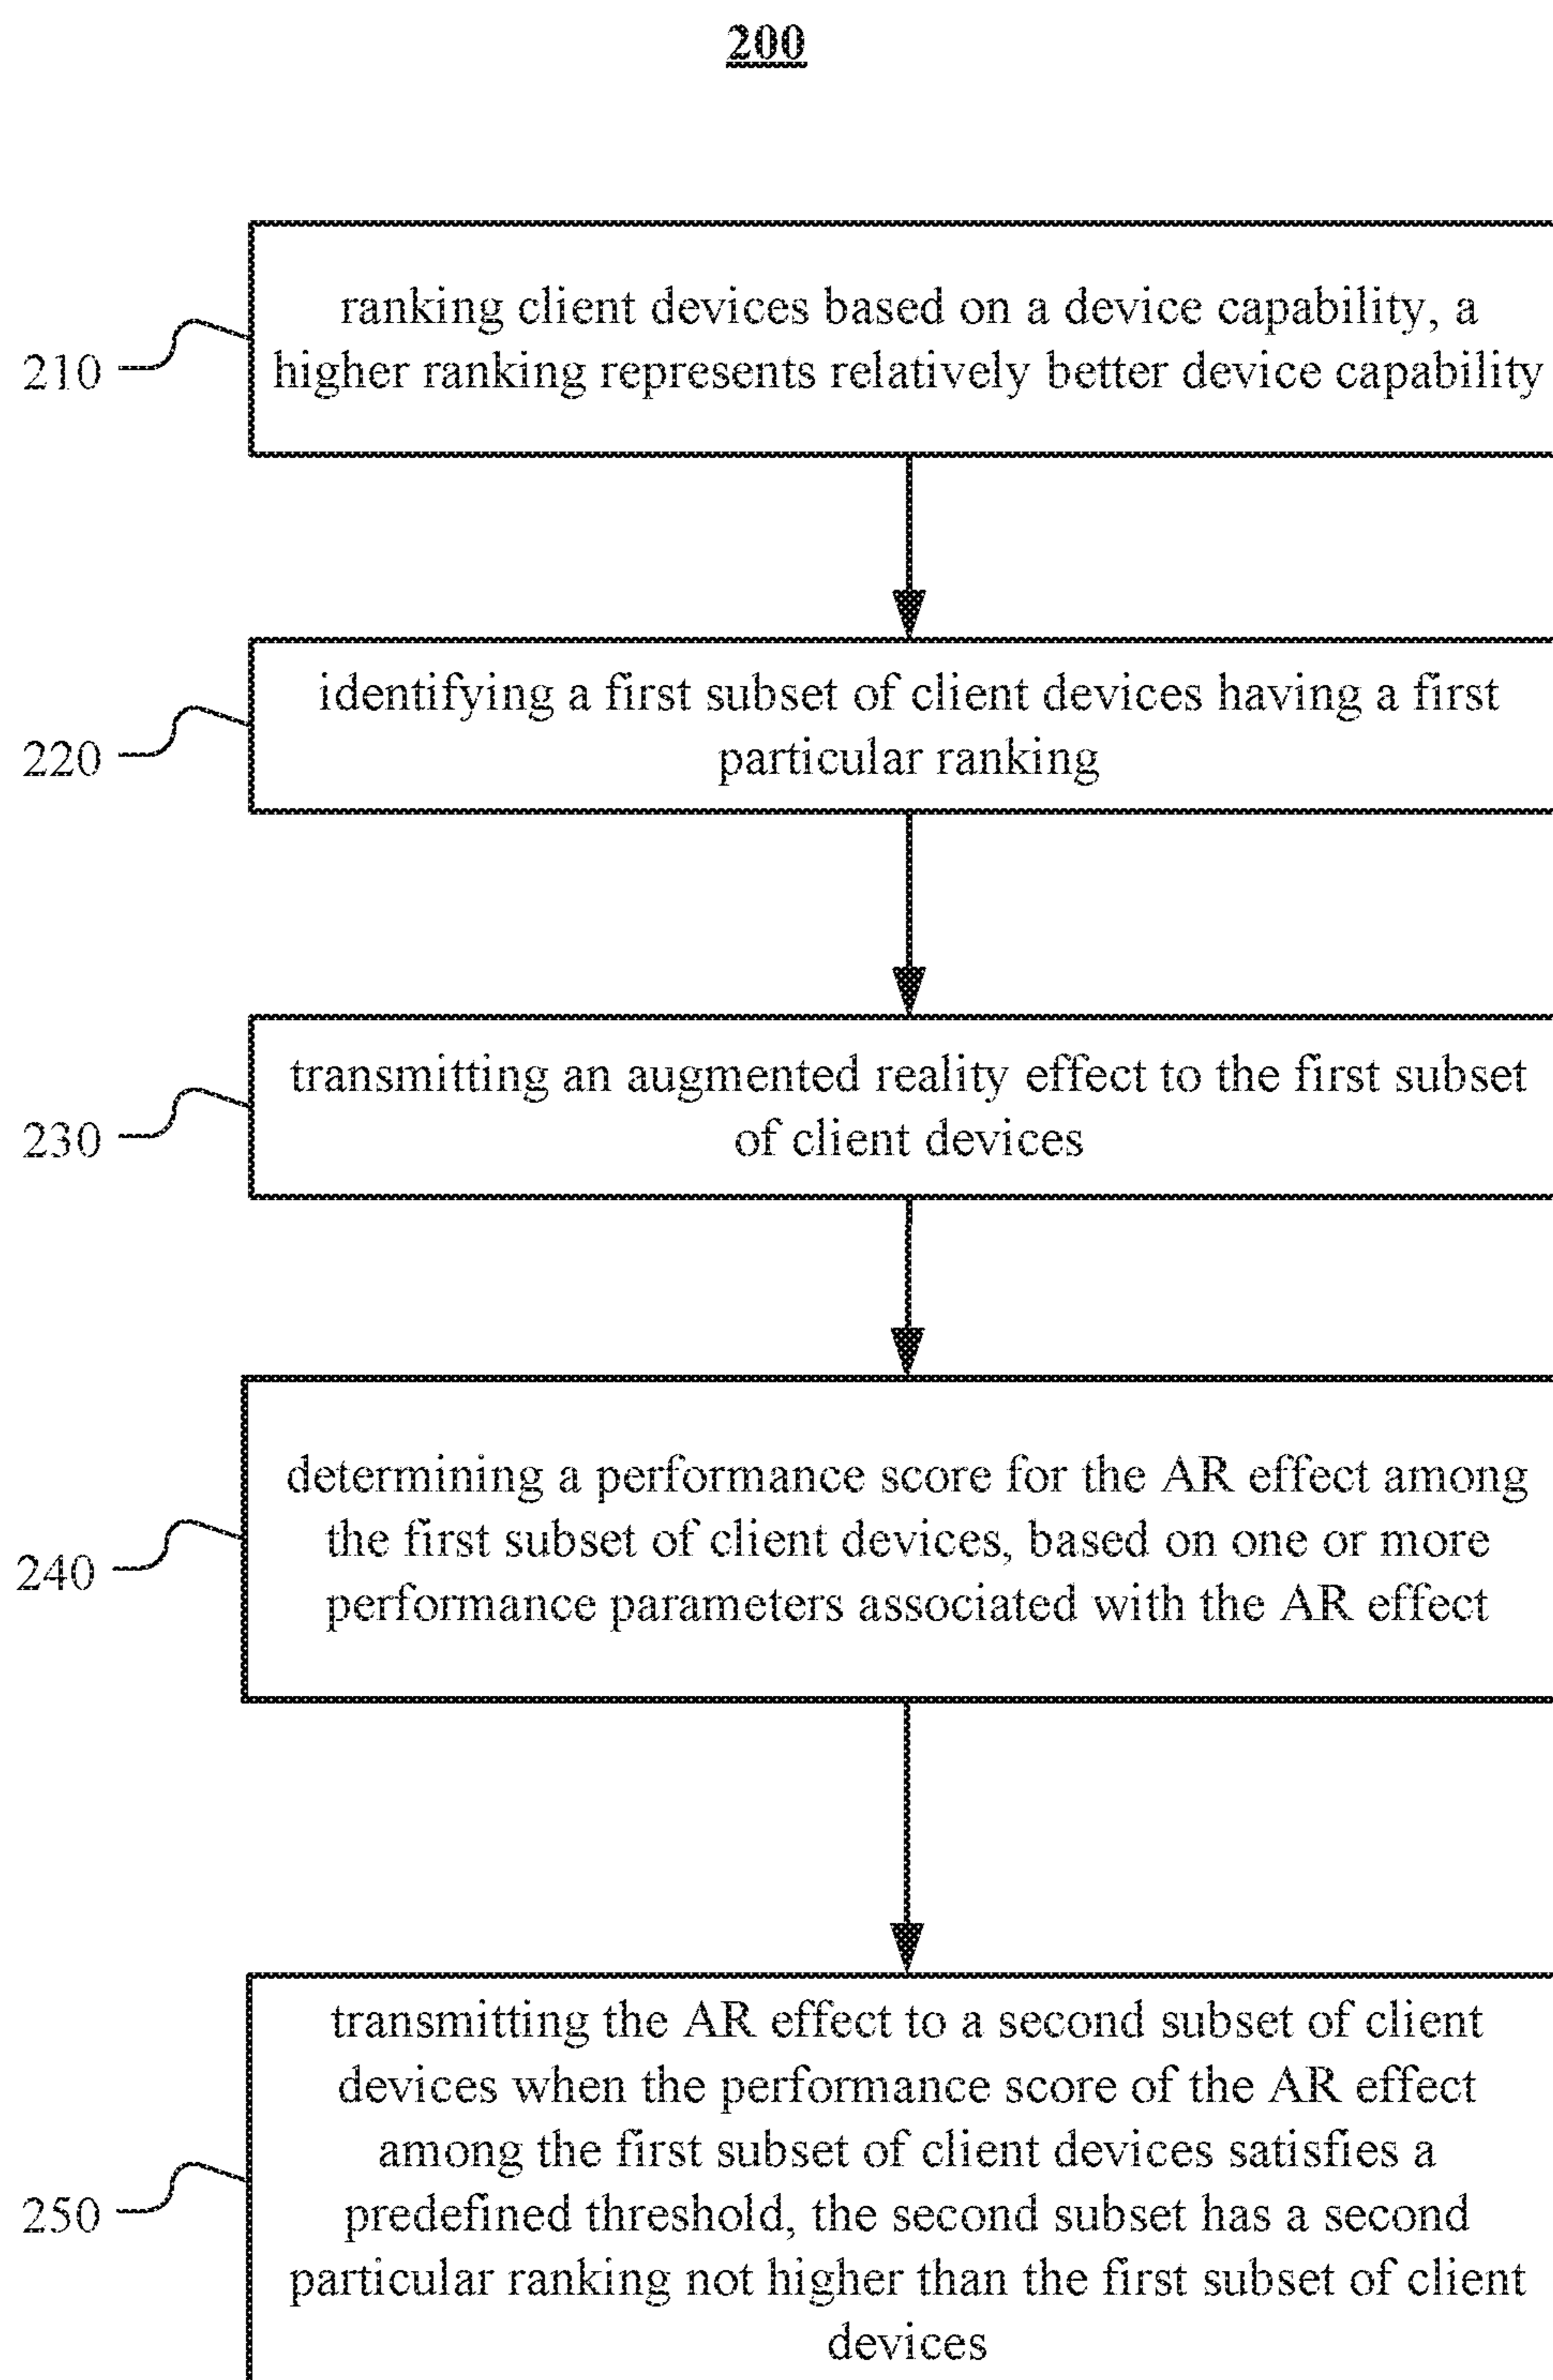 200
ranking client devices based on a device capability, a
higher ranking represents relatively better device capability
210
identifying a first subset of client devices having a first
particular ranking
220
transmitting an augmented reality effect to the first subset
of client devices
230
determining a performance score for the AR effect among
the first subset of client devices, based on one or more
performance parameters associated with the AR effect
240
transmitting the AR effect to a second subset of client
devices when the performance score of the AR effect
among the first subset of client devices satisfies a
predefined threshold, the second subset has a second
particular ranking not higher than the first subset of client
devices
250